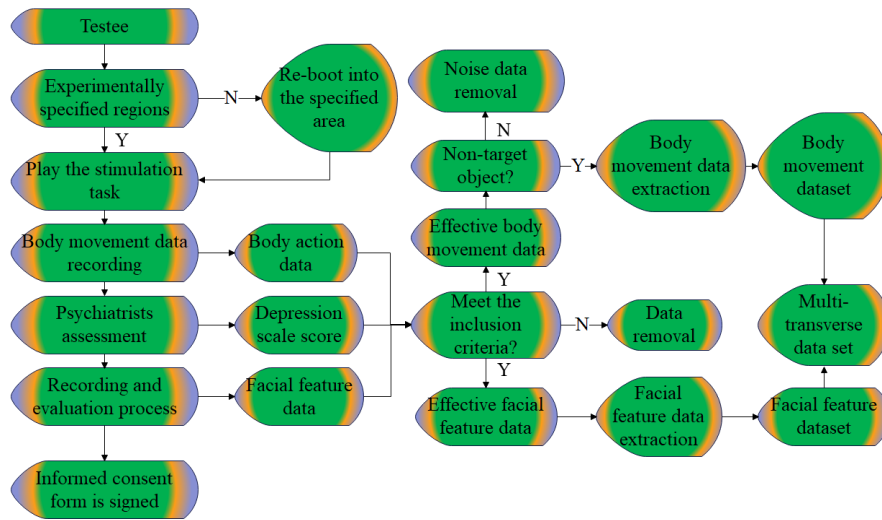 Testee
Experimentally
specified regions
N
Re-boot into
the specified
area
Y
Play the stimulation
task
Body movement data
recording
Body action
data
Psychiatrists
assessment
Depression
scale score
Recording and
evaluation process
Facial feature
data
Informed consent
form is signed
Noise data
removal
N
Non-target
object?
Y
Body
movement data
extraction
Body
movement
dataset
Effective body
movement data
Y
Meet the
inclusion
criteria?
N
Data
removal
Multi-
transverse
data set
Y
Effective facial
feature data
Facial
feature data
extraction
Facial feature
dataset